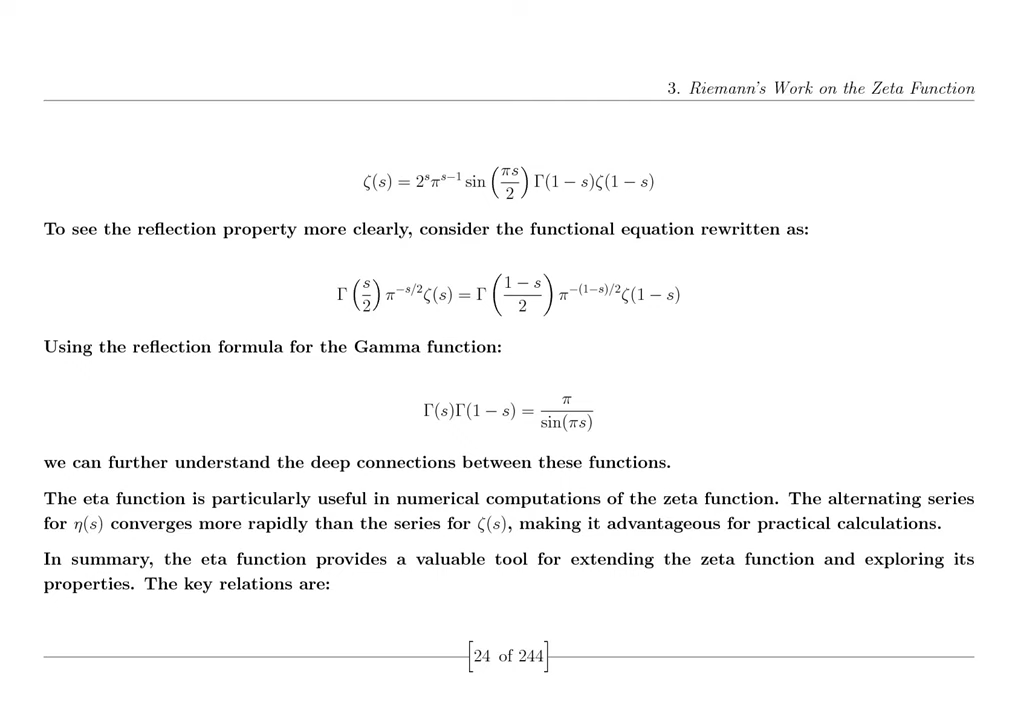 3. Riemann's Work on the Zeta Function
ζ(s) = 2^s π^{s−1} sin (πs/2) Γ(1 − s)ζ(1 − s)
To see the reflection property more clearly, consider the functional equation rewritten as:
Γ (s/2) π^{−s/2} ζ(s) = Γ ((1 − s)/2) π^{−(1−s)/2} ζ(1 − s)
Using the reflection formula for the Gamma function:
Γ(s)Γ(1 − s) = π/sin(πs)
we can further understand the deep connections between these functions.
The eta function is particularly useful in numerical computations of the zeta function. The alternating series
for η(s) converges more rapidly than the series for ζ(s), making it advantageous for practical calculations.
In summary, the eta function provides a valuable tool for extending the zeta function and exploring its
properties. The key relations are:
[24 of 244]